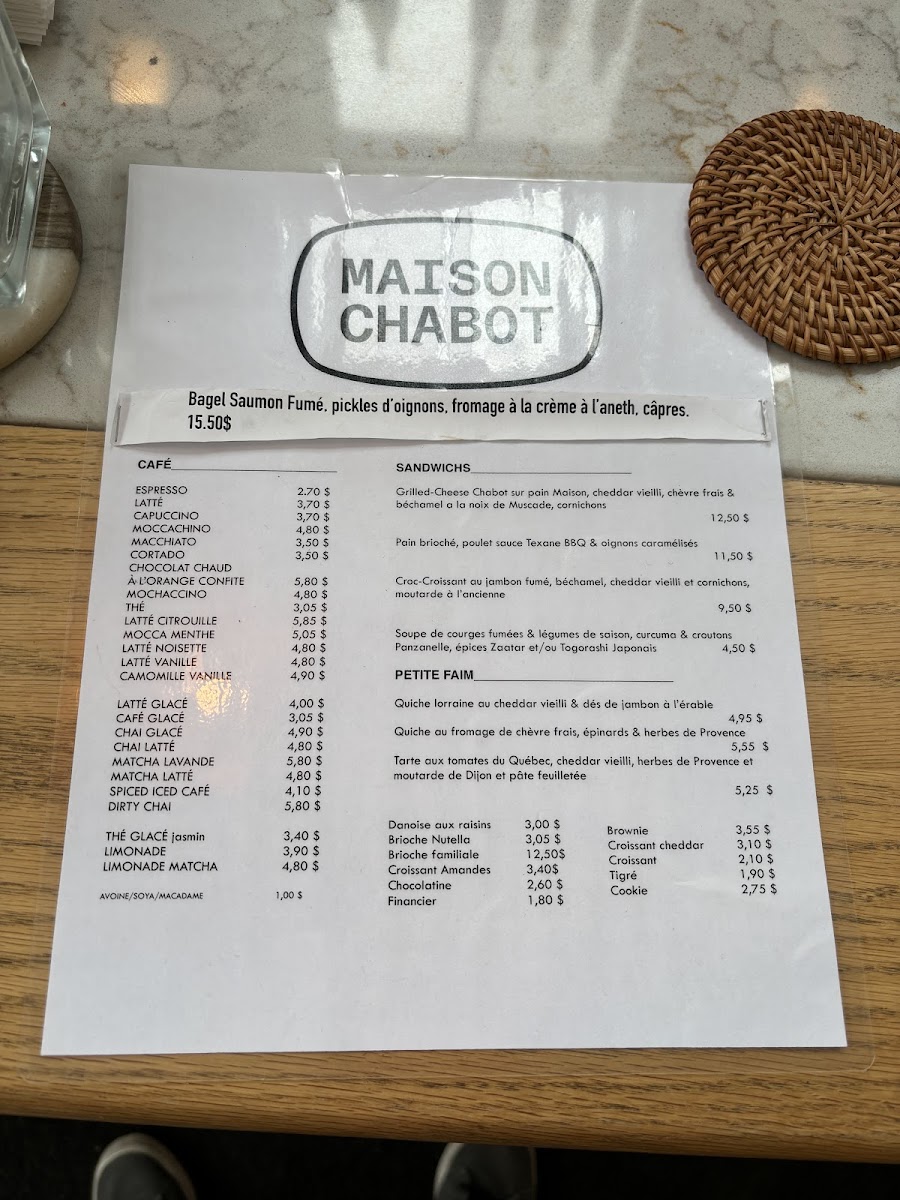 MAISON
CHABOT
Bagel Saumon Fumé, pickles d'oignons, fromage à la crème à l'aneth, câpres.
15.50$
CAFÉ
ESPRESSO 2.70 $
LATTÉ 3,70 $
CAPUCCINO 3,70 $
MOCCACHINO 4,80 $
MACCHIATO 3,50 $
CORTADO 3,50 $
CHOCOLAT CHAUD
À L'ORANGE CONFITE 5,80 $
MOCHACCINO 4,80 $
THÉ 3,05 $
LATTÉ CITROUILLE 5,85 $
MOCCA MENTHE 5,05 $
LATTÉ NOISETTE 4,80 $
LATTÉ VANILLE 4,80 $
CAMOMILLE VANILLE 4,90 $
LATTÉ GLACÉ 4,00 $
CAFÉ GLACÉ 3,05 $
CHAI GLACÉ 4,90 $
CHAI LATTÉ 4,80 $
MATCHA LAVANDE 5,80 $
MATCHA LATTÉ 4,80 $
SPICED ICED CAFÉ 4,10 $
DIRTY CHAI 5,80 $
THÉ GLACÉ jasmin 3,40 $
LIMONADE 3,90 $
LIMONADE MATCHA 4,80 $
AVOINE/SOYA/MACADAME 1,00 $
SANDWICHS
Grilled-Cheese Chabot sur pain Maison, cheddar vieilli, chèvre frais &
béchamel a la noix de Muscade, cornichons
12,50 $
Pain brioché, poulet sauce Texane BBQ & oignons caramélisés
11,50 $
Croc-Croissant au jambon fumé, béchamel, cheddar vieilli et cornichons,
moutarde à l'ancienne
9,50 $
Soupe de courges fumées & légumes de saison, curcuma & croutons
Panzanelle, épices Zaatar et/ou Togorashi Japonais 4,50 $
PETITE FAIM
Quiche lorraine au cheddar vieilli & dés de jambon à l'érable
4,95 $
Quiche au fromage de chèvre frais, épinards & herbes de Provence
5,55 $
Tarte aux tomates du Québec, cheddar vieilli, herbes de Provence et
moutarde de Dijon et pâte feuilletée
5,25 $
Danoise aux raisins 3,00 $
Brioche Nutella 3,05 $
Brioche familiale 12,50$
Croissant Amandes 3,40$
Chocolatine 2,60 $
Financier 1,80 $
Brownie 3,55 $
Croissant cheddar 3,10 $
Croissant 2,10 $
Tigré 1,90 $
Cookie 2,75 $